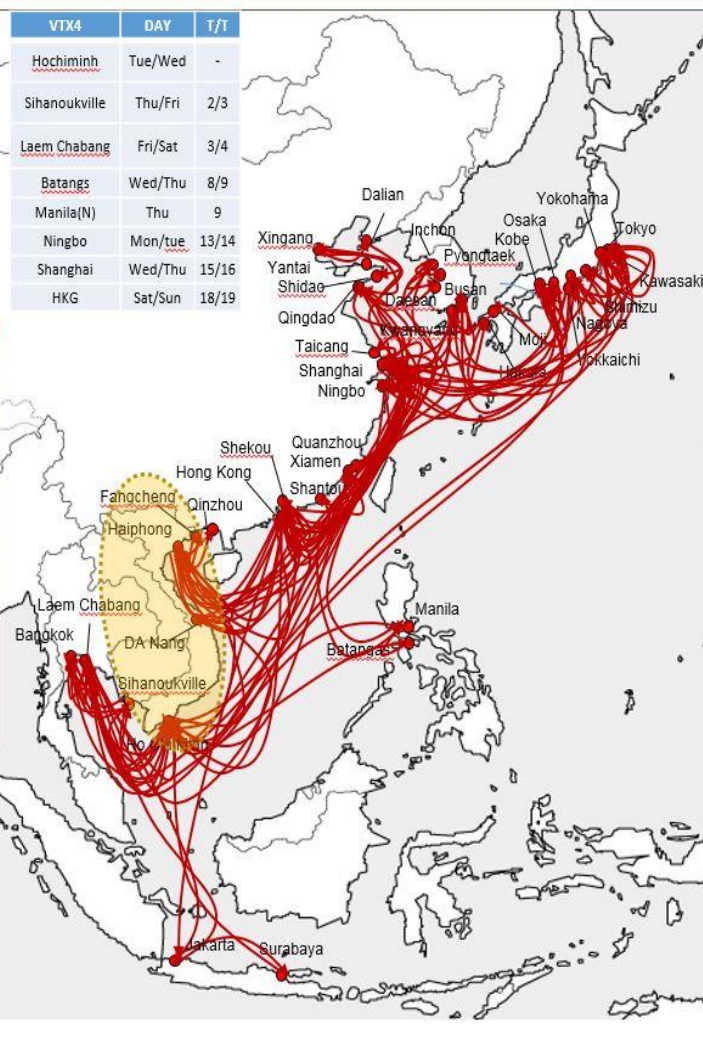 VTX4 DAY T/T
Hochiminh Tue/Wed -
Sihanoukville Thu/Fri 2/3
Laem Chabang Fri/Sat 3/4
Batangs Wed/Thu 8/9
Manila(N) Thu 9
Ningbo Mon/tue 13/14
Shanghai Wed/Thu 15/16
HKG Sat/Sun 18/19
Dalian
Yokohama
Osaka
Tokyo
Inchon
Kobe
Xingang
Pyongtaek
Yantai
Shidao
Busan
Kawasaki
Daesan
Shimizu
Qingdao
Nagoya
Moji
Taicang
Yokkaichi
Shanghai
Hakata
Ningbo
Quanzhou
Shekou
Xiamen
Hong Kong
Shantou
Fangcheng
Qinzhou
Haiphong
Laem Chabang
Manila
Bangkok
DA Nang
Batangas
Sihanoukville
Jakarta
Surabaya